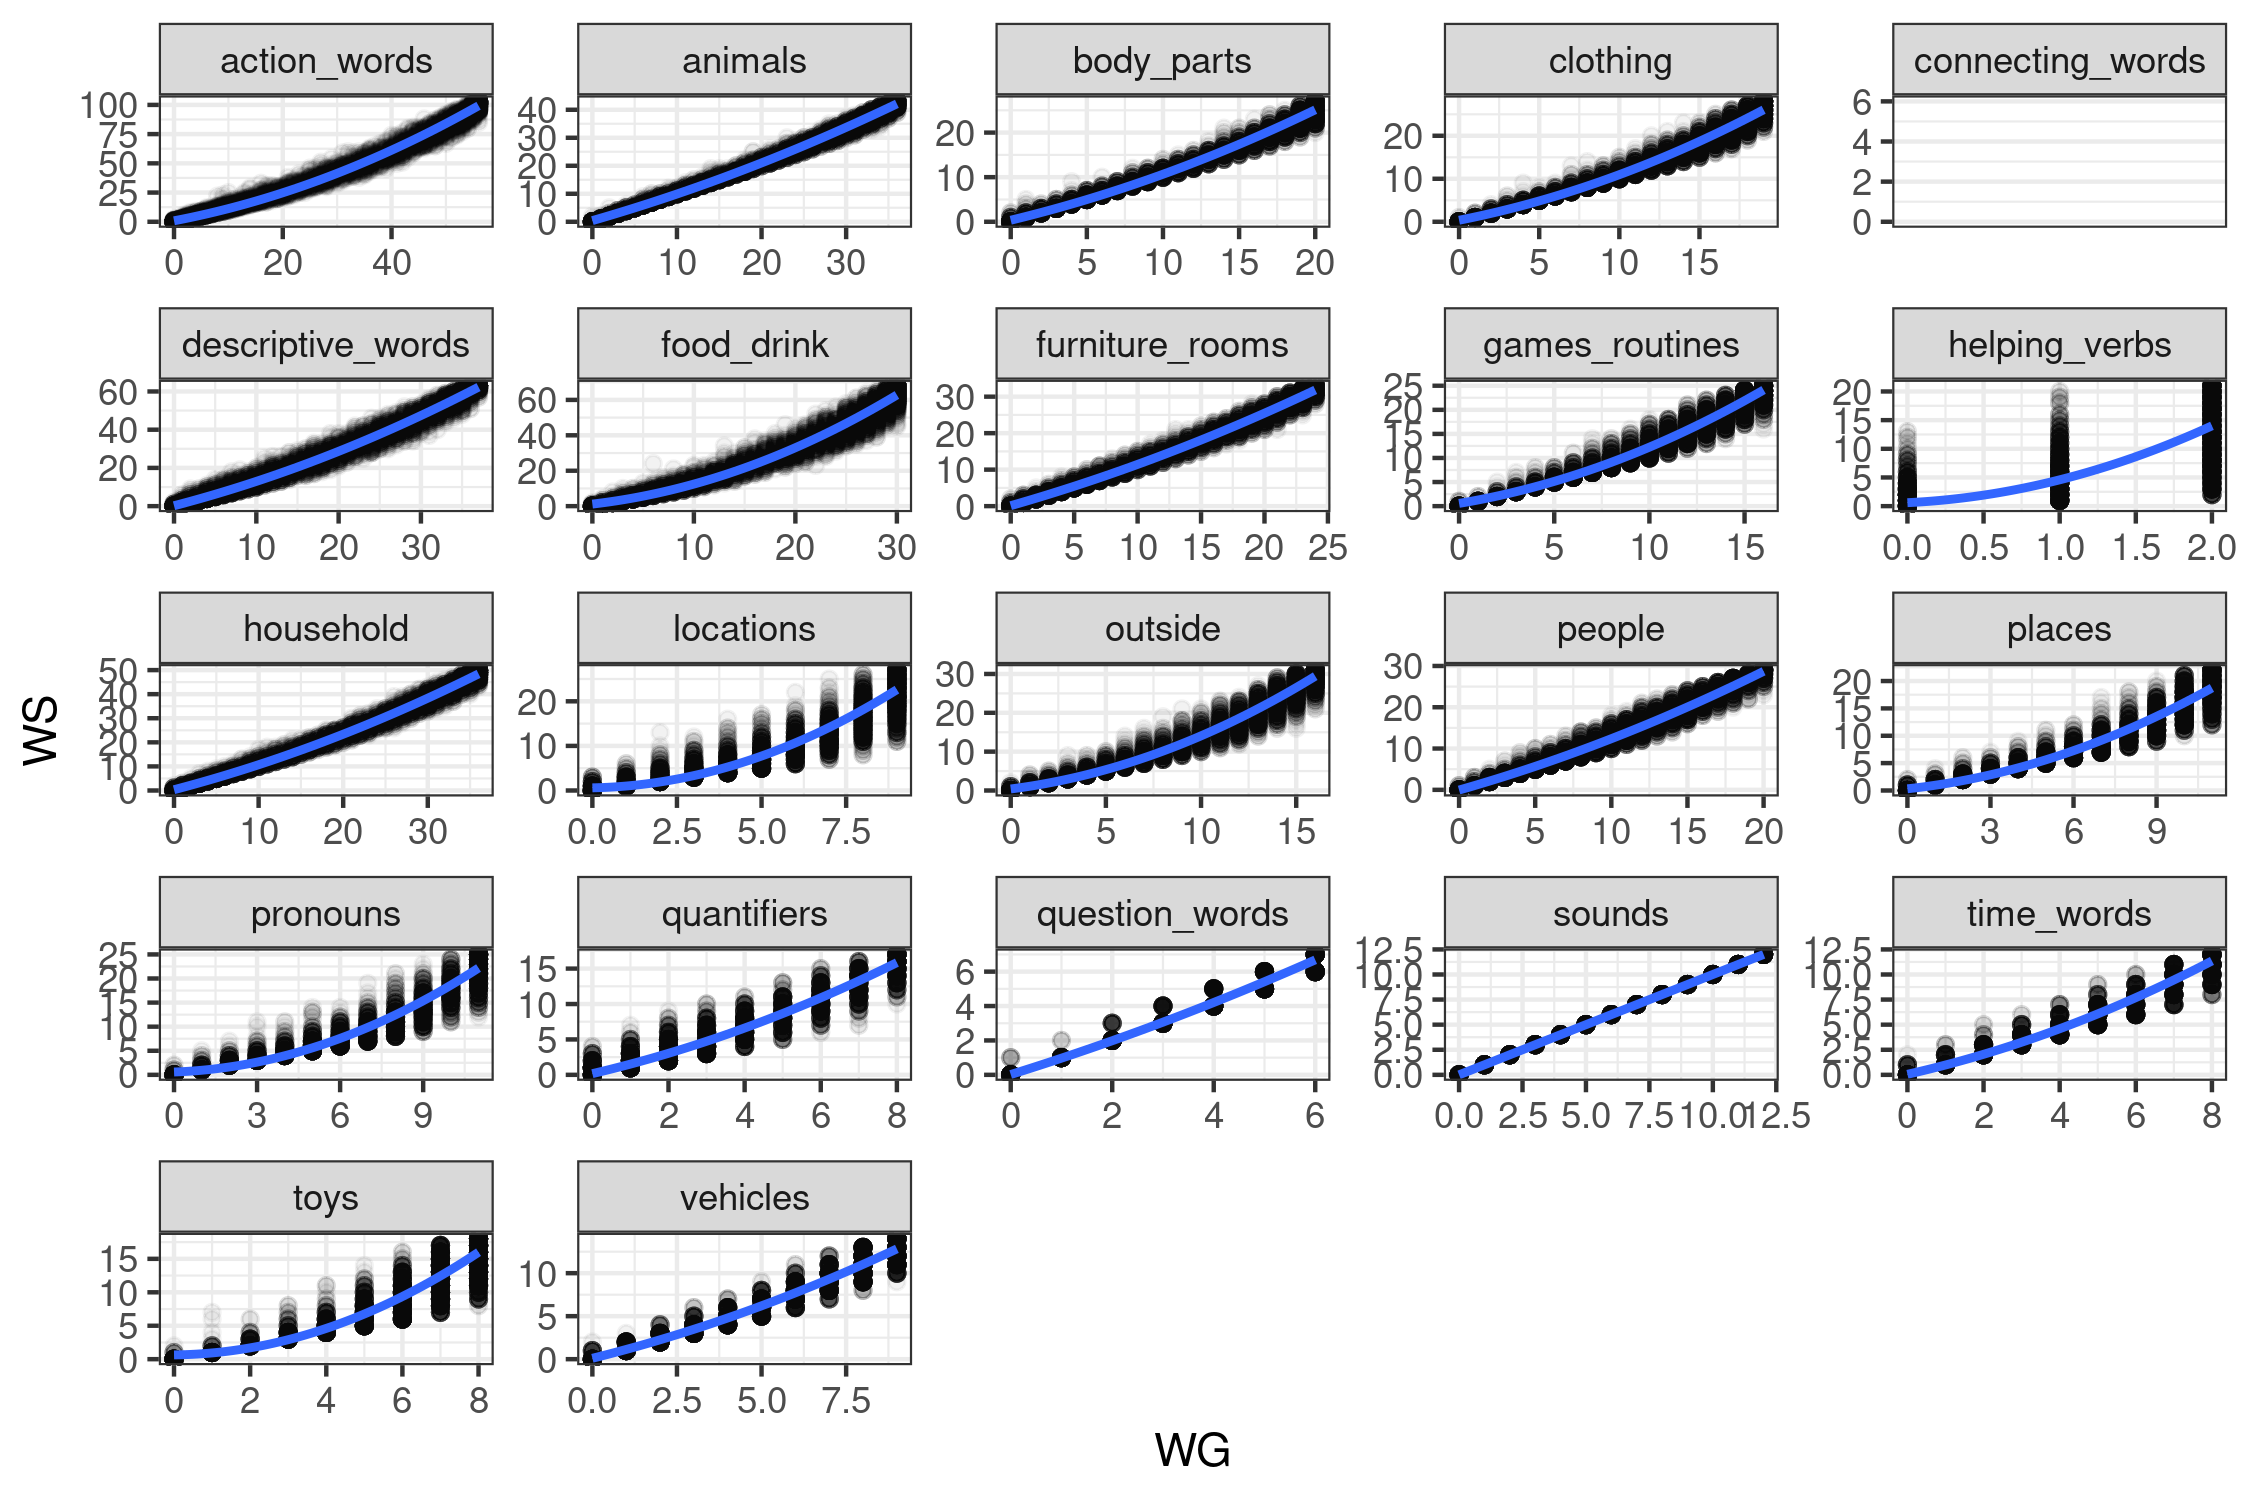 action_words animals body_parts clothing connecting_words
100 75 50 25 0
40 30 20 10 0
20 10 0
20 10 0
6 4 2 0
0 20 40
0 10 20 30
0 5 10 15 20
0 5 10 15
descriptive_words food_drink furniture_rooms games_routines helping_verbs
60 40 20 0
60 40 20 0
30 20 10 0
25 20 15 10 5 0
20 15 10 5 0
0 10 20 30
0 10 20 30
0 5 10 15 20 25
0 5 10 15
0.0 0.5 1.0 1.5 2.0
household locations outside people places
50 40 30 20 10 0
20 10 0
30 20 10 0
30 20 10 0
20 15 10 5 0
0 10 20 30
0.0 2.5 5.0 7.5
0 5 10 15
0 5 10 15 20
0 3 6 9
WS
pronouns quantifiers question_words sounds time_words
25 20 15 10 5 0
15 10 5 0
6 4 2 0
12.5 10.0 7.5 5.0 2.5 0.0
12.5 10.0 7.5 5.0 2.5 0.0
0 3 6 9
0 2 4 6 8
0 2 4 6
0.0 2.5 5.0 7.5 10.0 12.5
0 2 4 6 8
toys vehicles
15 10 5 0
10 5 0
0 2 4 6 8
0.0 2.5 5.0 7.5
WG